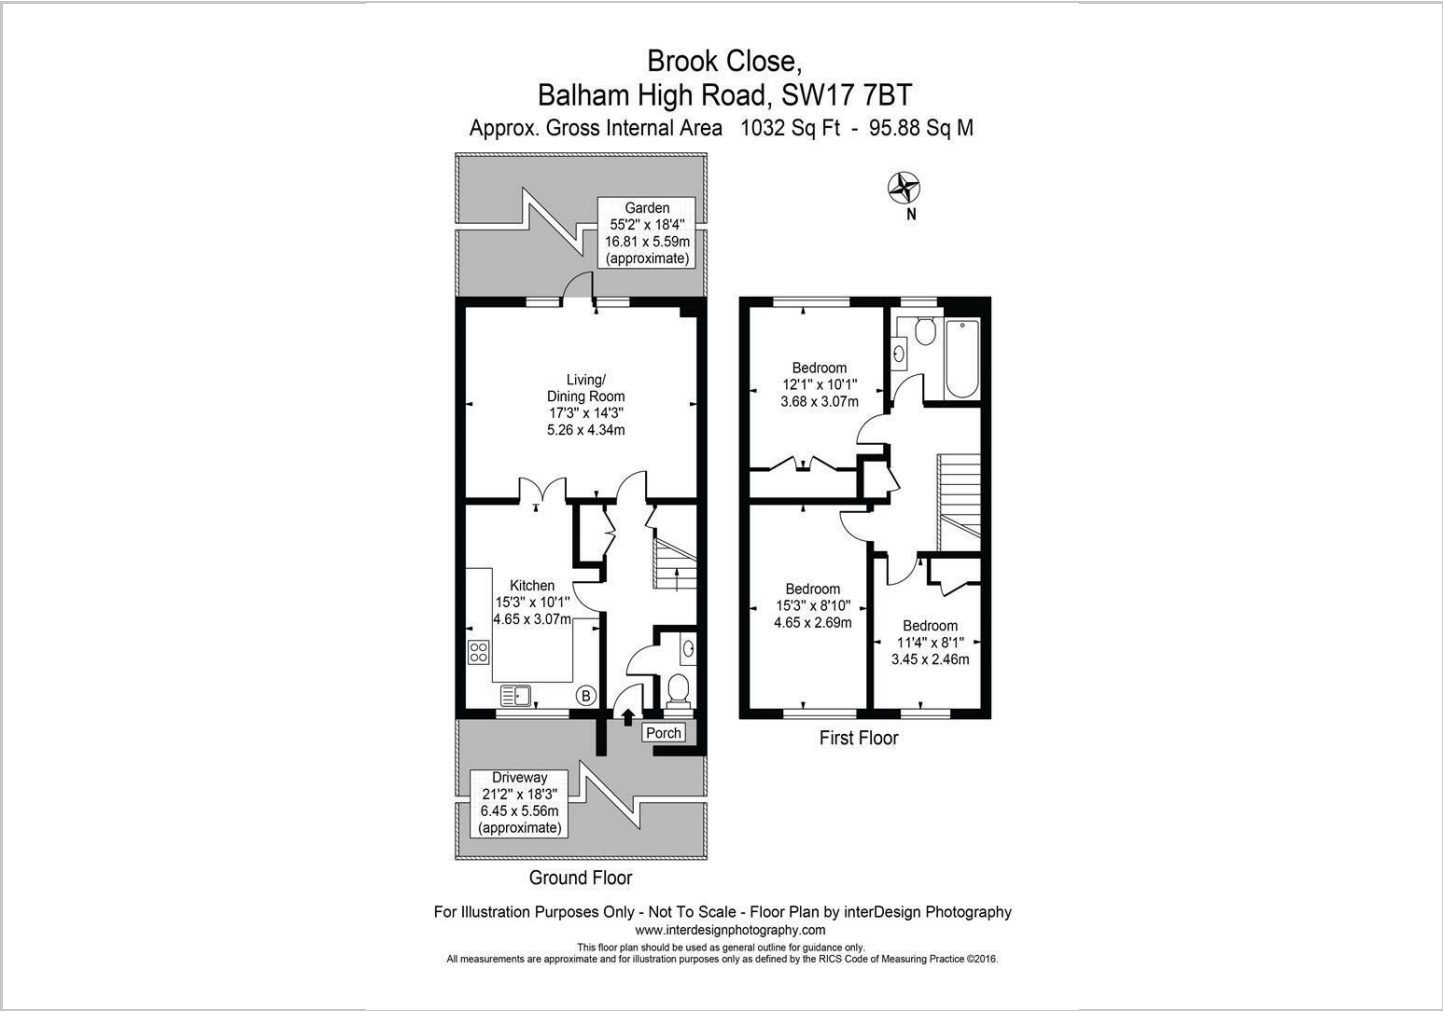 Brook Close,
Balham High Road, SW17 7BT
Approx. Gross Internal Area 1032 Sq Ft - 95.88 Sq M
N
Garden
55'2" x 18'4"
16.81 x 5.59m
(approximate)
Living/
Dining Room
17'3" x 14'3"
5.26 x 4.34m
Kitchen
15'3" x 10'1"
4.65 x 3.07m
B
Porch
Driveway
21'2" x 18'3"
6.45 x 5.56m
(approximate)
Ground Floor
Bedroom
12'1" x 10'1"
3.68 x 3.07m
Bedroom
15'3" x 8'10"
4.65 x 2.69m
Bedroom
11'4" x 8'1"
3.45 x 2.46m
First Floor
For Illustration Purposes Only - Not To Scale - Floor Plan by interDesign Photography
www.interdesignphotography.com
This floor plan should be used as general outline for guidance only.
All measurements are approximate and for illustration purposes only as defined by the RICS Code of Measuring Practice ©2016.